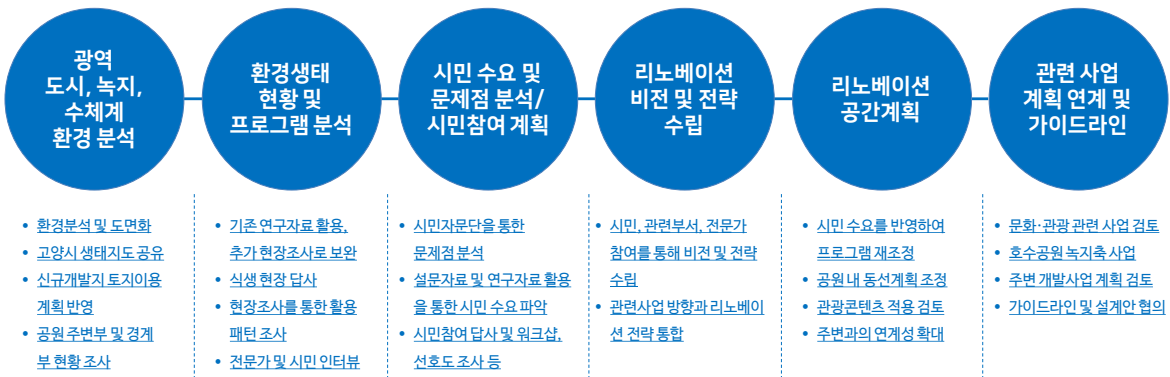 광역
도시, 녹지,
수체계
환경 분석
환경생태
현황 및
프로그램 분석
시민 수요 및
문제점 분석/
시민참여 계획
리노베이션
비전 및 전략
수립
리노베이션
공간계획
관련 사업
계획 연계 및
가이드라인
• 환경분석 및 도면화
• 고양시 생태지도 공유
• 신규개발지 토지이용
계획 반영
• 공원 주변부 및 경계
부 현황 조사
• 기존 연구자료 활용,
추가 현장조사로 보완
• 식생 현장 답사
• 현장조사를 통한 활용
패턴 조사
• 전문가 및 시민 인터뷰
• 시민자문단을 통한
문제점 분석
• 설문자료 및 연구자료 활용
을 통한 시민 수요 파악
• 시민참여 답사 및 워크샵,
선호도 조사 등
• 시민, 관련부서, 전문가
참여를 통해 비전 및 전략
수립
• 관련사업 방향과 리노베이
션 전략 통합
• 시민 수요를 반영하여
프로그램 재조정
• 공원 내 동선계획 조정
• 관광콘텐츠 적용 검토
• 주변과의 연계성 확대
• 문화·관광 관련 사업 검토
• 호수공원 녹지축 사업
• 주변 개발사업 계획 검토
• 가이드라인 및 설계안 협의